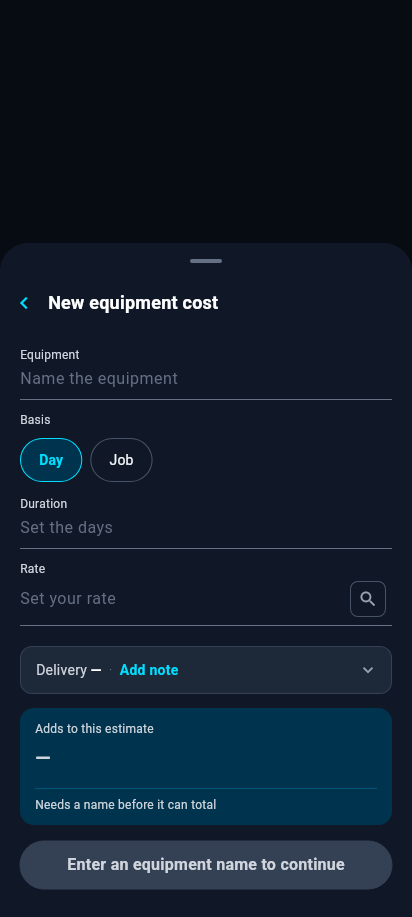 New equipment cost
Equipment
Name the equipment
Basis
Day Job
Duration
Set the days
Rate
Set your rate
Delivery — · Add note
Adds to this estimate
—
Needs a name before it can total
Enter an equipment name to continue